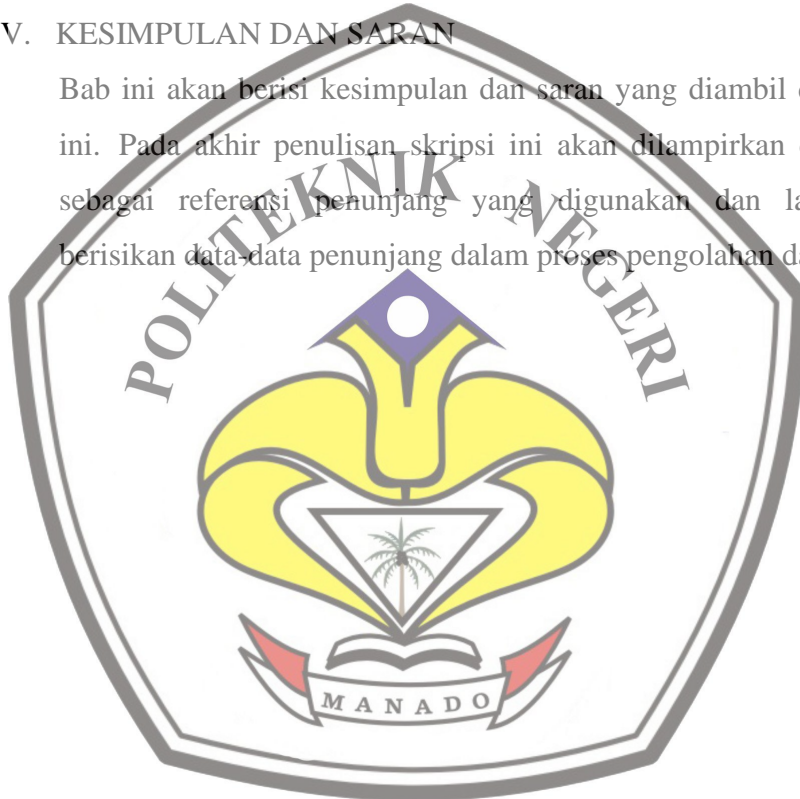 V. KESIMPULAN DAN SARAN
Bab ini akan berisi kesimpulan dan saran yang diambil
ini. Pada akhir penulisan skripsi ini akan dilampirkan
sebagai referensi penunjang yang digunakan dan
berisikan data-data penunjang dalam proses pengolahan
POLITEKNIK NEGERI
MANADO